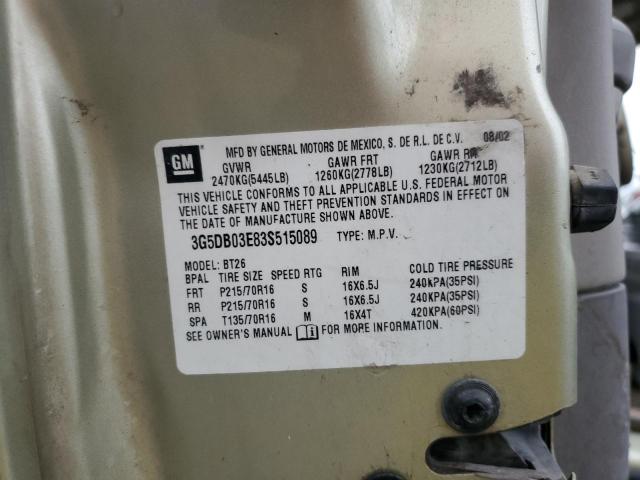 GM
MFD BY GENERAL MOTORS DE MEXICO, S. DE R.L. DE C.V. 08/02
GVWR GAWR FRT GAWR RR
2470KG(5445LB) 1260KG(2778LB) 1230KG(2712LB)
THIS VEHICLE CONFORMS TO ALL APPLICABLE U.S. FEDERAL MOTOR
VEHICLE SAFETY AND THEFT PREVENTION STANDARDS IN EFFECT ON
THE DATE OF MANUFACTURE SHOWN ABOVE.
3G5DB03E83S515089 TYPE: M.P.V.
MODEL: BT26
BPAL TIRE SIZE SPEED RTG RIM COLD TIRE PRESSURE
FRT P215/70R16 S 16X6.5J 240KPA(35PSI)
RR P215/70R16 S 16X6.5J 240KPA(35PSI)
SPA T135/70R16 M 16X4T 420KPA(60PSI)
SEE OWNER'S MANUAL FOR MORE INFORMATION.